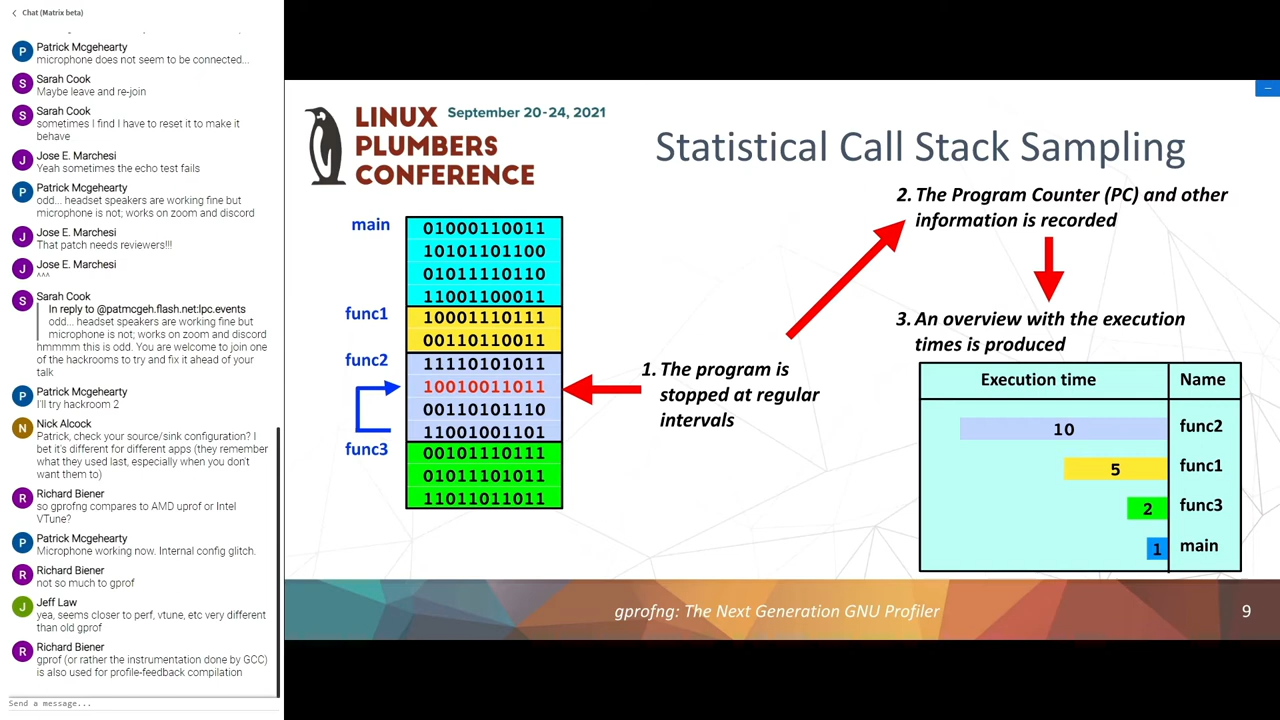 Chat (Matrix beta)
Patrick Mcgehearty
microphone does not seem to be connected...
Sarah Cook
Maybe leave and re-join
Sarah Cook
sometimes I find I have to reset it to make it
behave
Jose E. Marchesi
Yeah sometimes the echo test fails
Patrick Mcgehearty
odd... headset speakers are working fine but
microphone is not; works on zoom and discord
Jose E. Marchesi
That patch needs reviewers!!!
Jose E. Marchesi
^^^
Sarah Cook
In reply to @patmcgeh.flash.net:lpc.events
odd... headset speakers are working fine but
microphone is not; works on zoom and discord
hmmmm this is odd. You are welcome to join one
of the hackrooms to try and fix it ahead of your
talk
Patrick Mcgehearty
I'll try hackroom 2
Nick Alcock
Patrick, check your source/sink configuration? I
bet it's different for different apps (they remember
what they used last, especially when you don't
want them to)
Richard Biener
so gprofng compares to AMD uprof or Intel
VTune?
Patrick Mcgehearty
Microphone working now. Internal config glitch.
Richard Biener
not so much to gprof
Jeff Law
yea, seems closer to perf, vtune, etc very different
than old gprof
Richard Biener
gprof (or rather the instrumentation done by GCC)
is also used for profile-feedback compilation
Send a message...
LINUX
PLUMBERS
CONFERENCE
September 20-24, 2021
Statistical Call Stack Sampling
main
01000110011
10101101100
01011110110
11001100011
func1
10001110111
00110110011
func2
11110101011
10010011011
00110101110
11001001101
func3
00101110111
01011101011
11011011011
1. The program is
stopped at regular
intervals
2. The Program Counter (PC) and other
information is recorded
3. An overview with the execution
times is produced
Execution time Name
10 func2
5 func1
2 func3
1 main
gprofng: The Next Generation GNU Profiler
9
P
S
S
J
P
J
J
S
P
N
R
P
R
J
R